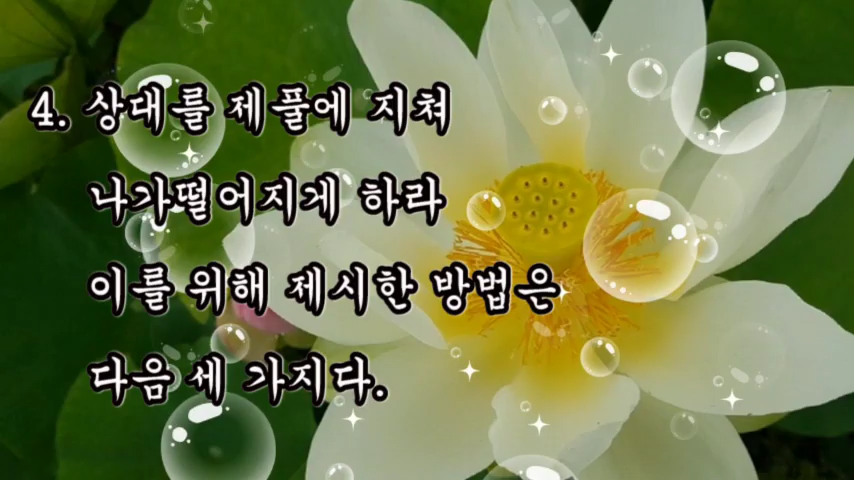 4. 상대를 제풀에 지쳐
나가떨어지게 하라
이를 위해 제시한 방법은
다음 세 가지다.